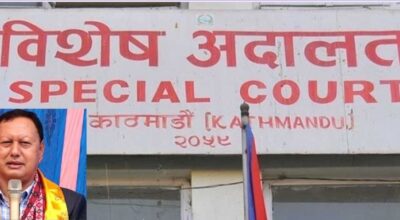 विशेष अदालत
SPECIAL COURT
काठमाडौं (KATHMANDU)
२०५९